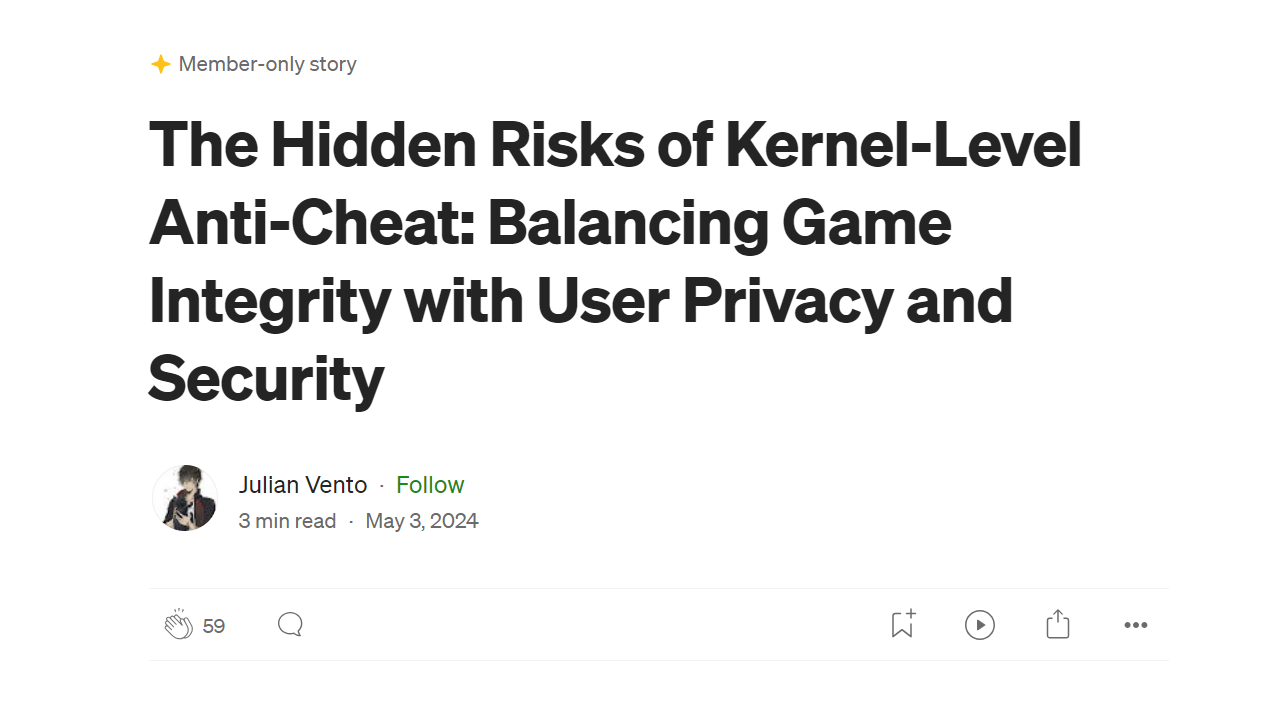 Member-only story
The Hidden Risks of Kernel-Level
Anti-Cheat: Balancing Game
Integrity with User Privacy and
Security
Julian Vento · Follow
3 min read · May 3, 2024
59